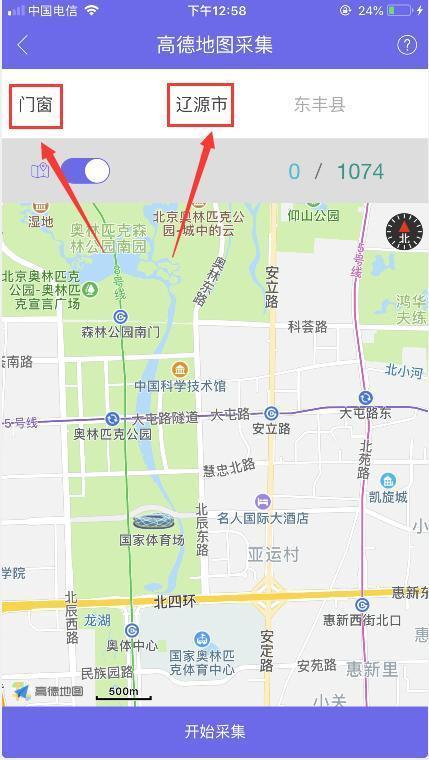 中国电信
下午12:58
24%
高德地图采集
?
门窗
辽源市
东丰县
0 / 1074
湿地
北京奥林匹克公
园-城中的云
仰山公园
奥林匹克森
林公园南园
北
8号线
奥林东路
安立路
5号线
北京奥林匹克
公园-奥林匹
克宣言广场
鸿华
夫练
森林公园南门
科荟路
南路
中国科学技术馆
北小河
5号线
大屯路隧道
大屯路
大屯路东
奥林匹克公园
安立路
北苑路
慧忠北路
凯旋城
名人国际大酒店
小
北辰东路
国家体育场
亚运村
学院
北辰西路
北四环
惠新东
龙湖
惠新西街北口
奥体中心
安定路
国家奥林匹
克体育中心
民族园路
安苑路
惠新里
高德地图
500m
小关
开始采集